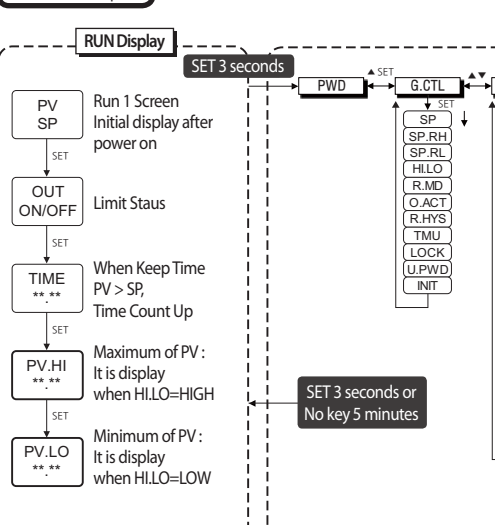 RUN Display
SET 3 seconds
PV
SP
Run 1 Screen
Initial display after
power on
SET
OUT
ON/OFF
Limit Staus
SET
TIME
**.**
When Keep Time
PV > SP,
Time Count Up
SET
PV.HI
**.**
Maximum of PV :
It is display
when HI.LO=HIGH
SET
PV.LO
**.**
Minimum of PV :
It is display
when HI.LO=LOW
PWD
▲ SET
G.CTL
▲▼
SET
SP
SP.RH
SP.RL
HI.LO
R.MD
O.ACT
R.HYS
TMU
LOCK
U.PWD
INIT
SET 3 seconds or
No key 5 minutes